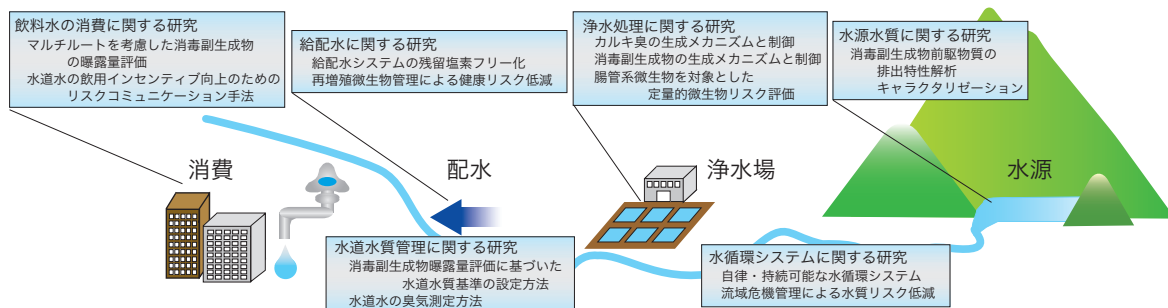 飲料水の消費に関する研究
マルチルートを考慮した消毒副生成物
の曝露量評価
水道水の飲用インセンティブ向上のための
リスクコミュニケーション手法
給配水に関する研究
給配水システムの残留塩素フリー化
再増殖微生物管理による健康リスク低減
浄水処理に関する研究
カルキ臭の生成メカニズムと制御
消毒副生成物の生成メカニズムと制御
腸管系微生物を対象とした
定量的微生物リスク評価
水源水質に関する研究
消毒副生成物前駆物質の
排出特性解析
キャラクタリゼーション
消費
配水
浄水場
水源
水道水質管理に関する研究
消毒副生成物曝露量評価に基づいた
水道水質基準の設定方法
水道水の臭気測定方法
水循環システムに関する研究
自律・持続可能な水循環システム
流域危機管理による水質リスク低減